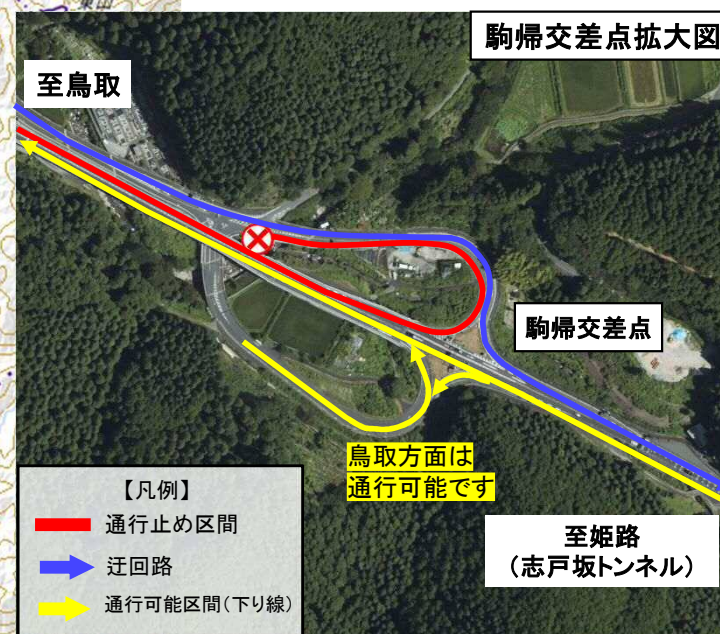 東山
駒帰交差点拡大図
至鳥取
駒帰交差点
鳥取方面は
通行可能です
至姫路
(志戸坂トンネル)
【凡例】
通行止め区間
迂回路
通行可能区間(下り線)